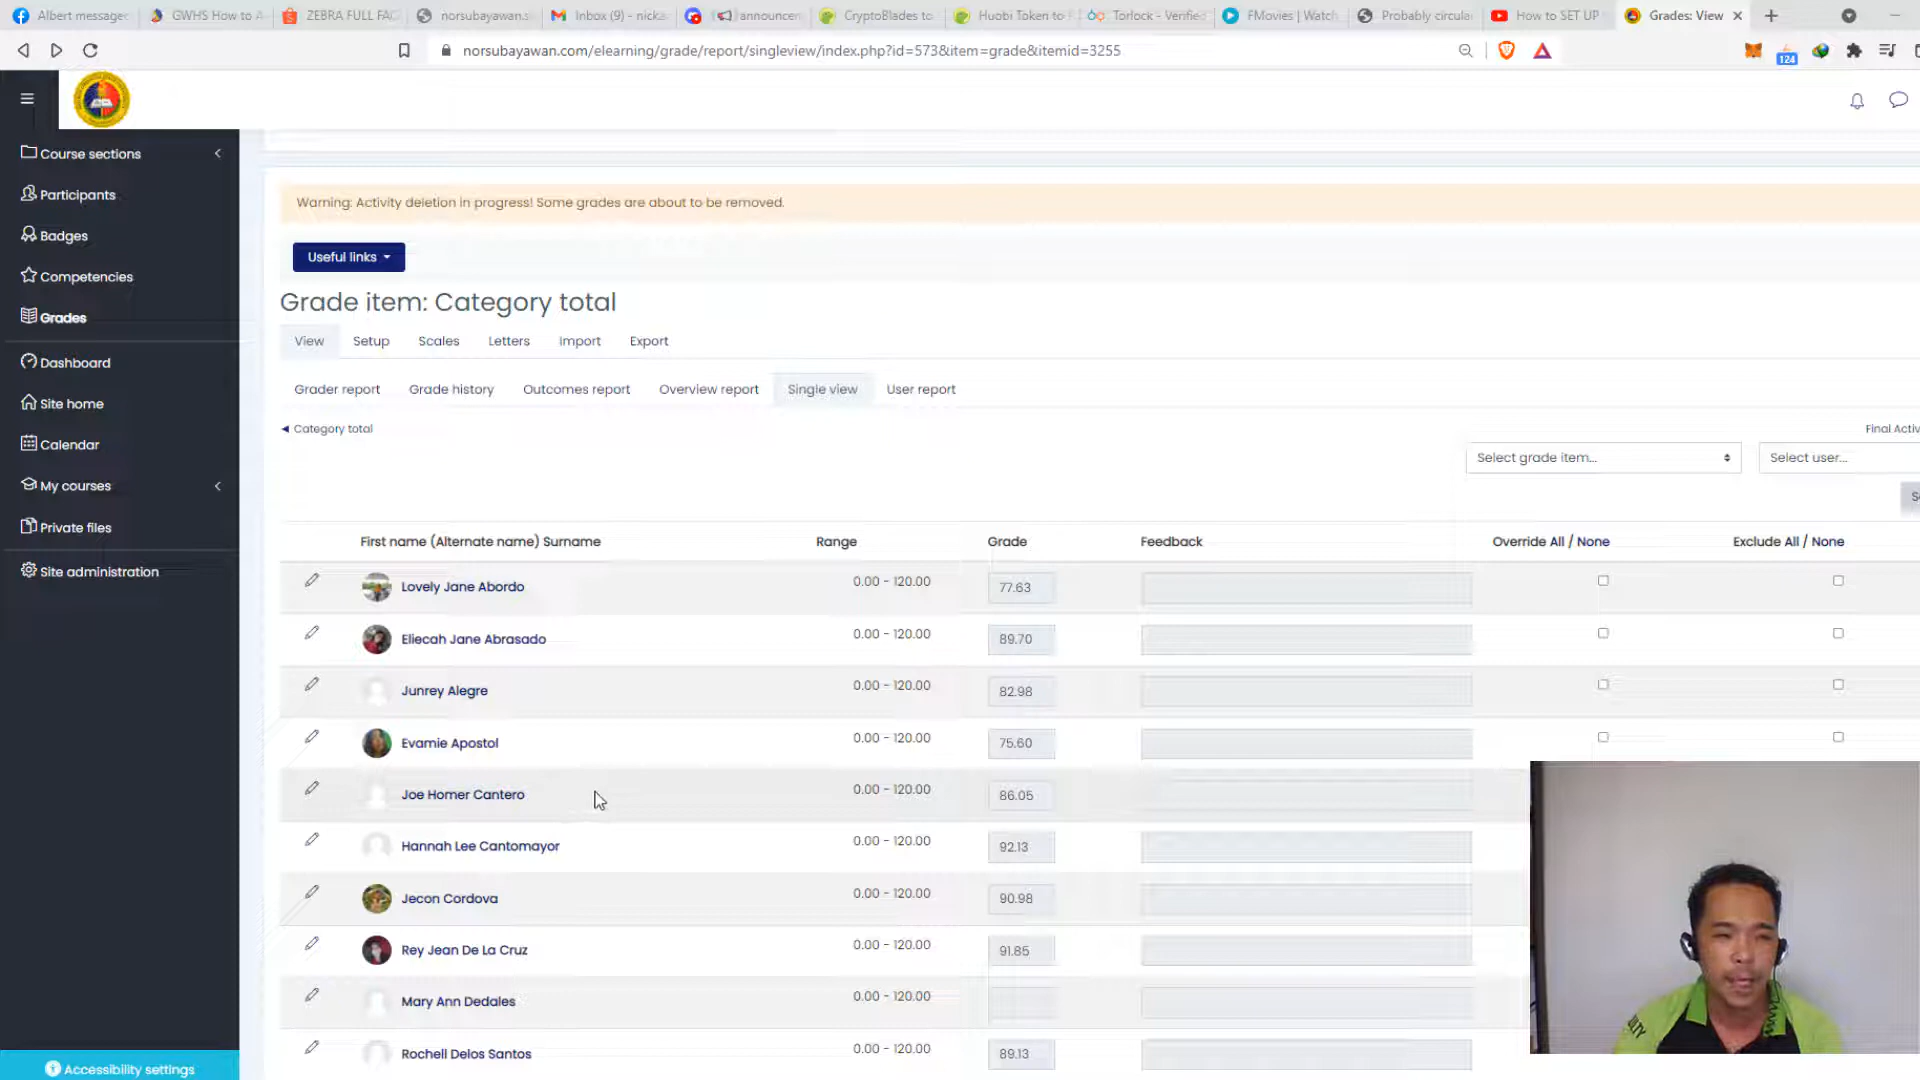 Albert message
GWHS How to A
ZEBRA FULL FAC
norsubayawan.s
Inbox (9) - nicka
announcem
CryptoBlades to
Huobi Token to
Torlock - Verified
FMovies | Watch
Probably circula
How to SET UP
Grades: View
norsubayawan.com/elearning/grade/report/singleview/index.php?id=573&item=grade&itemid=3255
124
Course sections
Participants
Badges
Competencies
Grades
Dashboard
Site home
Calendar
My courses
Private files
Site administration
Accessibility settings
Warning: Activity deletion in progress! Some grades are about to be removed.
Useful links
Grade item: Category total
View Setup Scales Letters Import Export
Grader report Grade history Outcomes report Overview report Single view User report
◄ Category total
Final Activ
Select grade item... Select user...
First name (Alternate name) Surname Range Grade Feedback Override All / None Exclude All / None
Lovely Jane Abordo 0.00 - 120.00 77.63
Eliecah Jane Abrasado 0.00 - 120.00 89.70
Junrey Alegre 0.00 - 120.00 82.98
Evamie Apostol 0.00 - 120.00 75.60
Joe Homer Cantero 0.00 - 120.00 86.05
Hannah Lee Cantomayor 0.00 - 120.00 92.13
Jecon Cordova 0.00 - 120.00 90.98
Rey Jean De La Cruz 0.00 - 120.00 91.85
Mary Ann Dedales 0.00 - 120.00
Rochell Delos Santos 0.00 - 120.00 89.13